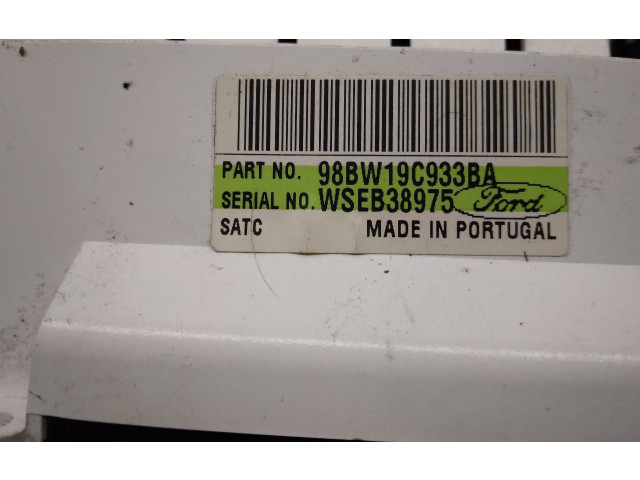 PART NO. 98BW19C933BA
SERIAL NO. WSEB38975 Ford
SATC MADE IN PORTUGAL